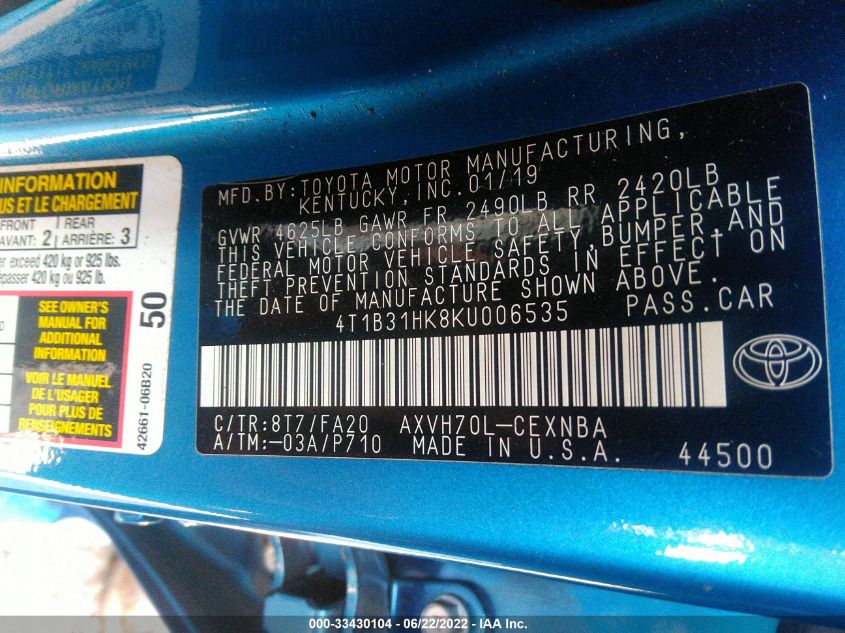 INFORMATION
US ET LE CHARGEMENT
FRONT
AVANT: 2
REAR
ARRIÈRE: 3
er exceed 420 kg or 925 lbs.
épasser 420 kg ou 925 lb.
SEE OWNER'S
MANUAL FOR
ADDITIONAL
INFORMATION
VOIR LE MANUEL
DE L'USAGER
POUR PLUS DE
RENSEIGNEMENTS
50
42661-06B20
MFD.BY:TOYOTA MOTOR MANUFACTURING,
KENTUCKY,INC.01/19
GVWR 4625LB GAWR FR 2490LB RR 2420LB
THIS VEHICLE CONFORMS TO ALL APPLICABLE
FEDERAL MOTOR VEHICLE SAFETY,BUMPER,AND
THEFT PREVENTION STANDARDS IN EFFECT ON
THE DATE OF MANUFACTURE SHOWN ABOVE.
4T1B31HK8KU006535 PASS.CAR
C/TR:8T7/FA20 AXVH70L-CEXNBA
A/TM:-03A/P710 MADE IN U.S.A. 44500
000-33430104 - 06/22/2022 - IAA Inc.